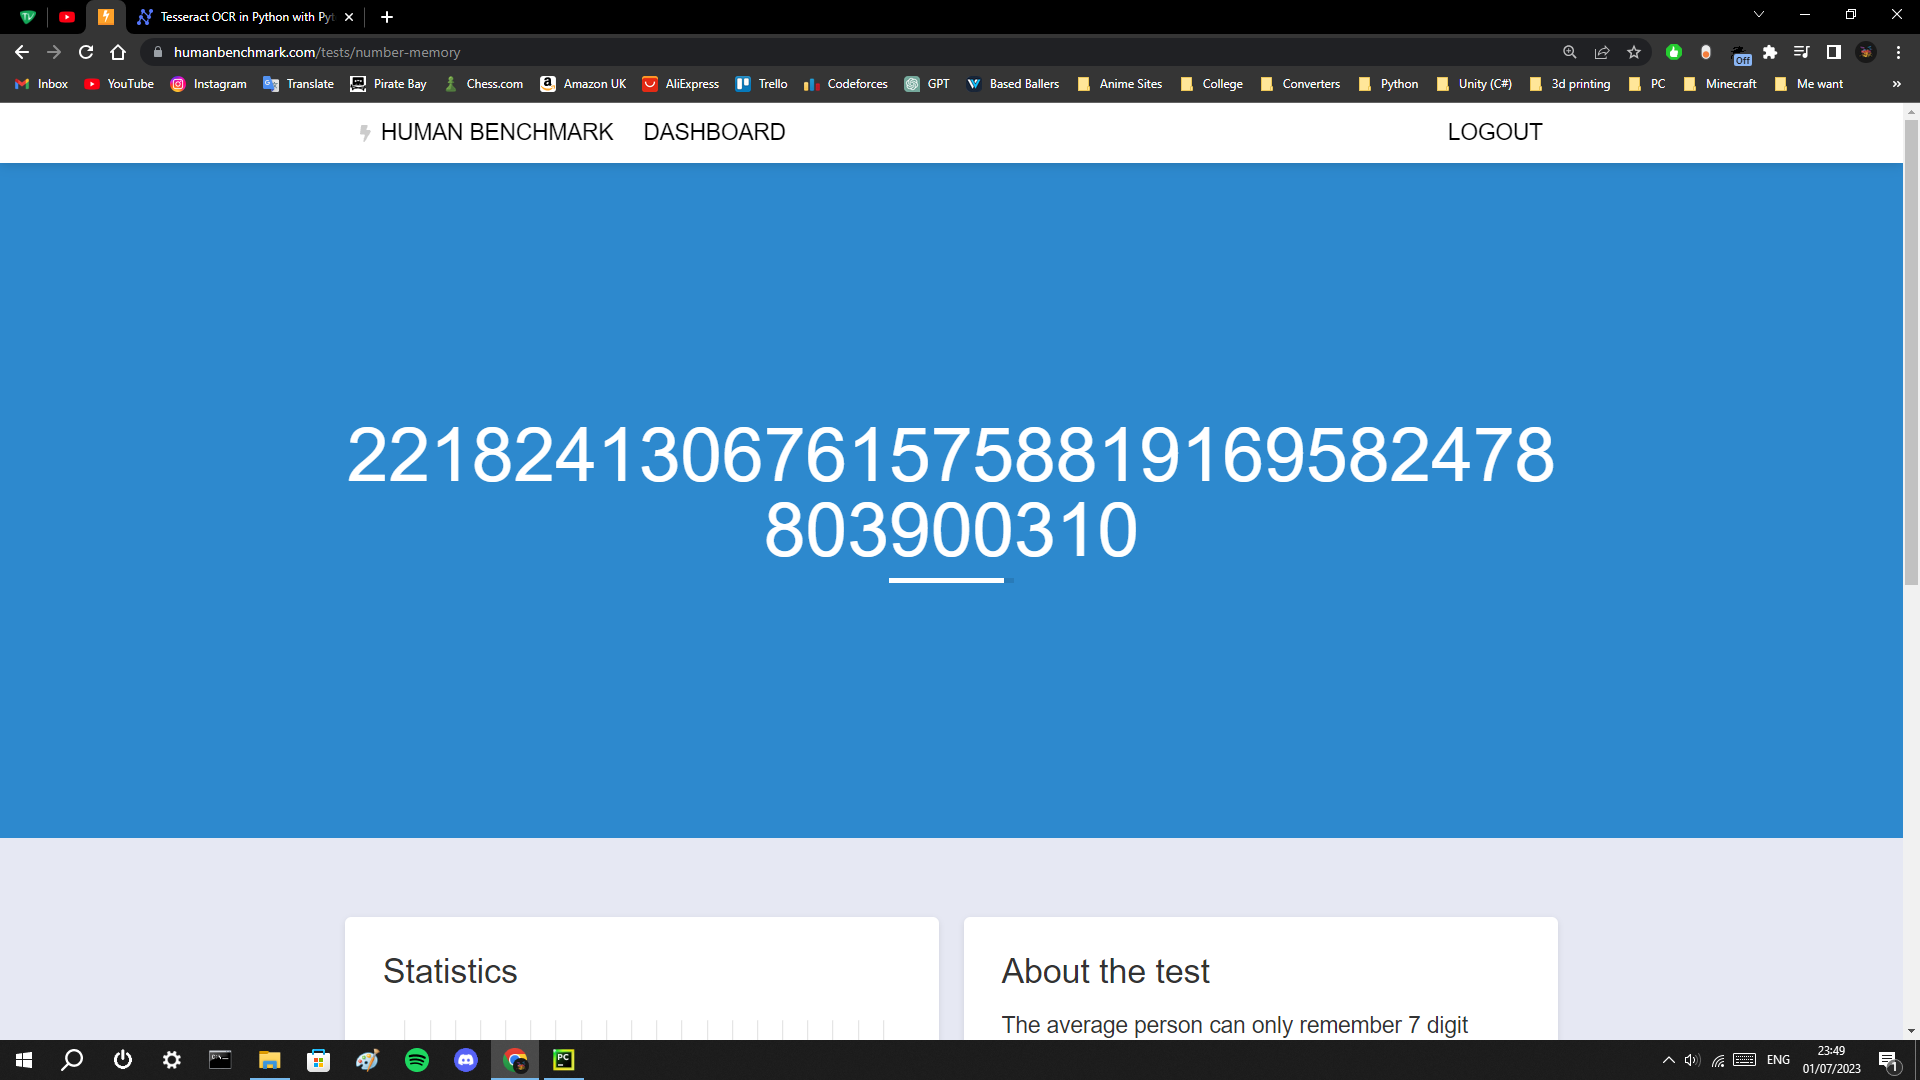 Tesseract OCR in Python with Pyt
humanbenchmark.com/tests/number-memory
Off
Inbox YouTube Instagram Translate Pirate Bay Chess.com Amazon UK AliExpress Trello Codeforces GPT Based Ballers Anime Sites College Converters Python Unity (C#) 3d printing PC Minecraft Me want »
HUMAN BENCHMARK DASHBOARD LOGOUT
22182413067615758819169582478
803900310
Statistics
About the test
The average person can only remember 7 digit
ENG
23:49
01/07/2023
1